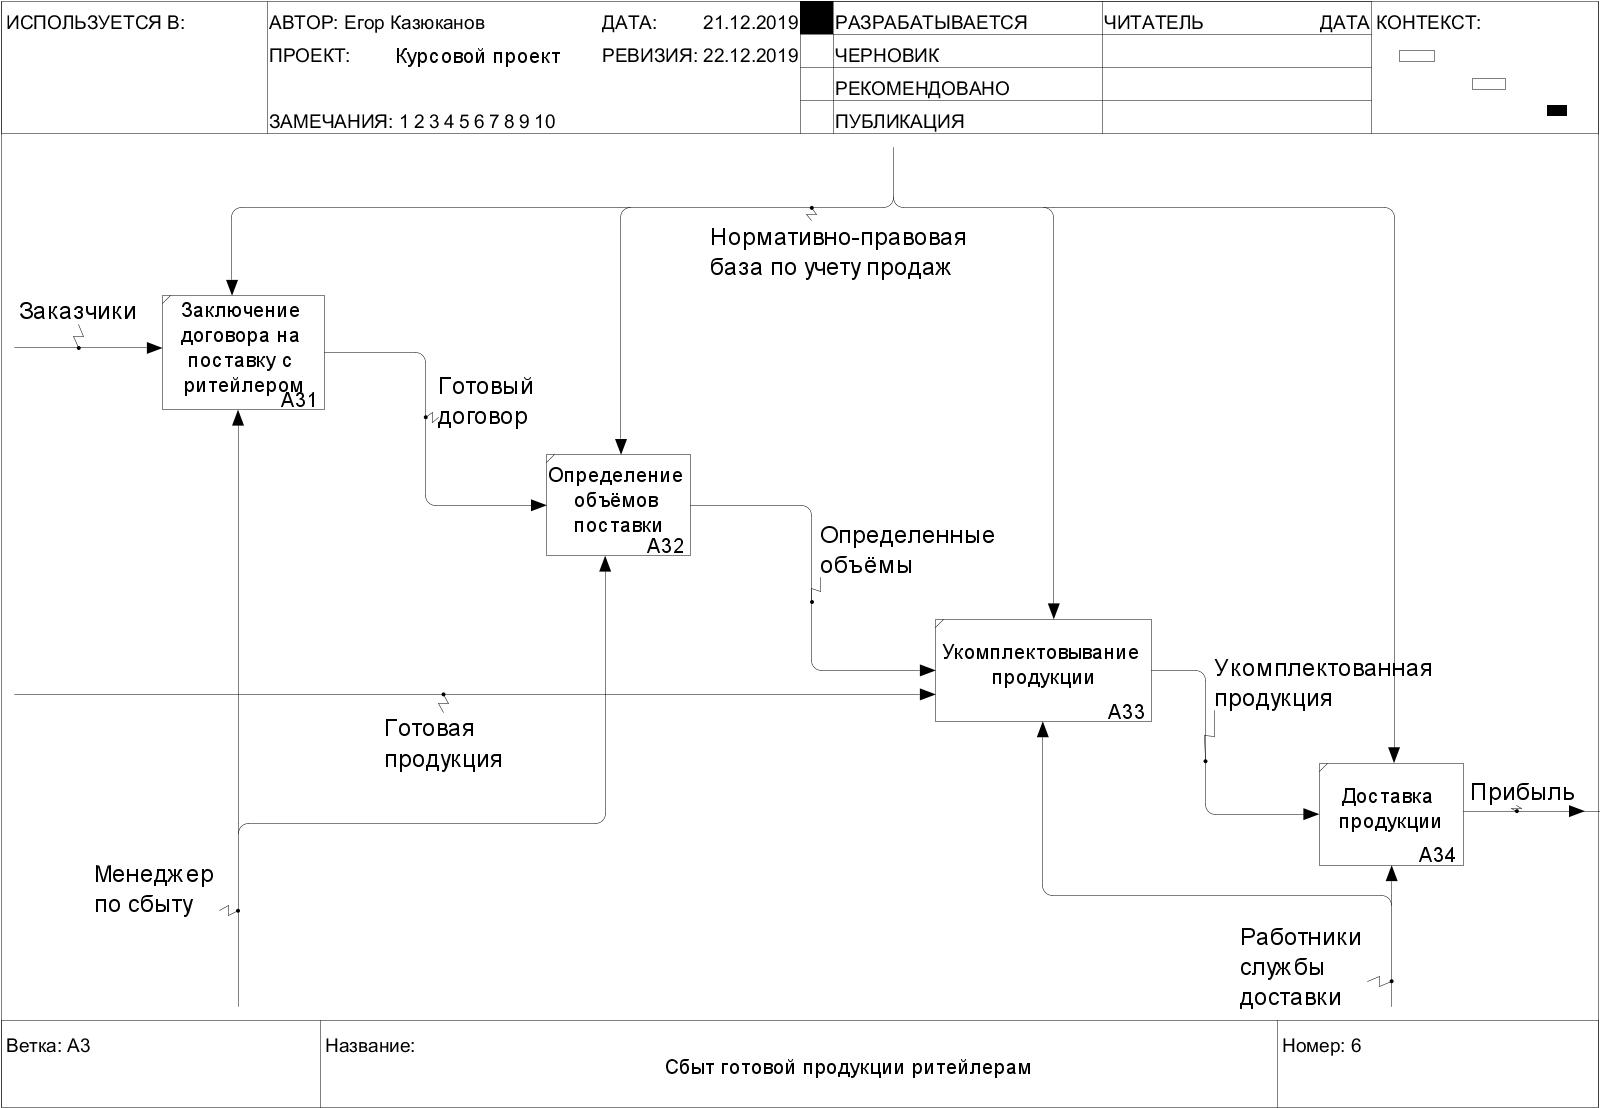 ИСПОЛЬЗУЕТСЯ В:
АВТОР: Егор Казюканов
ДАТА: 21.12.2019
ПРОЕКТ: Курсовой проект
РЕВИЗИЯ: 22.12.2019
ЗАМЕЧАНИЯ: 1 2 3 4 5 6 7 8 9 10
РАЗРАБАТЫВАЕТСЯ
ЧЕРНОВИК
РЕКОМЕНДОВАНО
ПУБЛИКАЦИЯ
ЧИТАТЕЛЬ
ДАТА
КОНТЕКСТ:
Нормативно-правовая
база по учету продаж
Заказчики
Заключение
договора на
поставку с
ритейлером
A31
Готовый
договор
Определение
объёмов
поставки
A32
Определенные
объёмы
Укомплектовывание
продукции
A33
Укомплектованная
продукция
Готовая
продукция
Доставка
продукции
A34
Прибыль
Менеджер
по сбыту
Работники
службы
доставки
Ветка: A3
Название:
Сбыт готовой продукции ритейлерам
Номер: 6